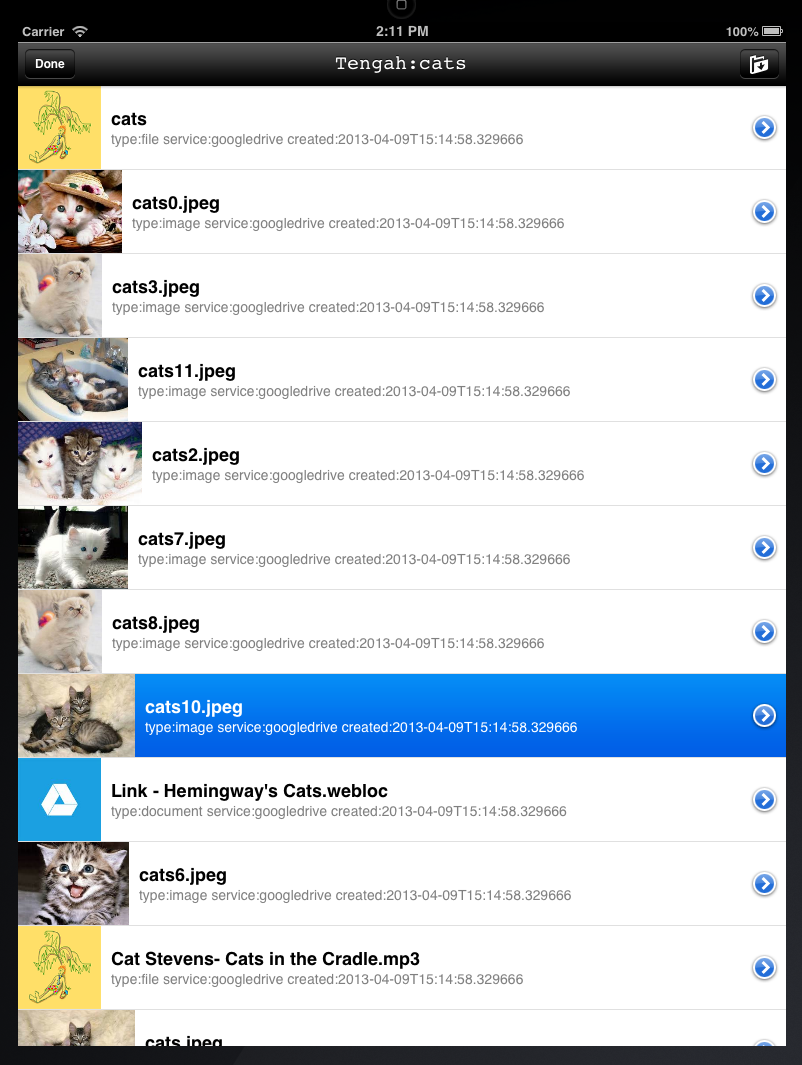 Carrier
2:11 PM
100%
Done
Tengah:cats
cats
type:file service:googledrive created:2013-04-09T15:14:58.329666
cats0.jpeg
type:image service:googledrive created:2013-04-09T15:14:58.329666
cats3.jpeg
type:image service:googledrive created:2013-04-09T15:14:58.329666
cats11.jpeg
type:image service:googledrive created:2013-04-09T15:14:58.329666
cats2.jpeg
type:image service:googledrive created:2013-04-09T15:14:58.329666
cats7.jpeg
type:image service:googledrive created:2013-04-09T15:14:58.329666
cats8.jpeg
type:image service:googledrive created:2013-04-09T15:14:58.329666
cats10.jpeg
type:image service:googledrive created:2013-04-09T15:14:58.329666
Link - Hemingway's Cats.webloc
type:document service:googledrive created:2013-04-09T15:14:58.329666
cats6.jpeg
type:image service:googledrive created:2013-04-09T15:14:58.329666
Cat Stevens- Cats in the Cradle.mp3
type:file service:googledrive created:2013-04-09T15:14:58.329666
cats.jpeg